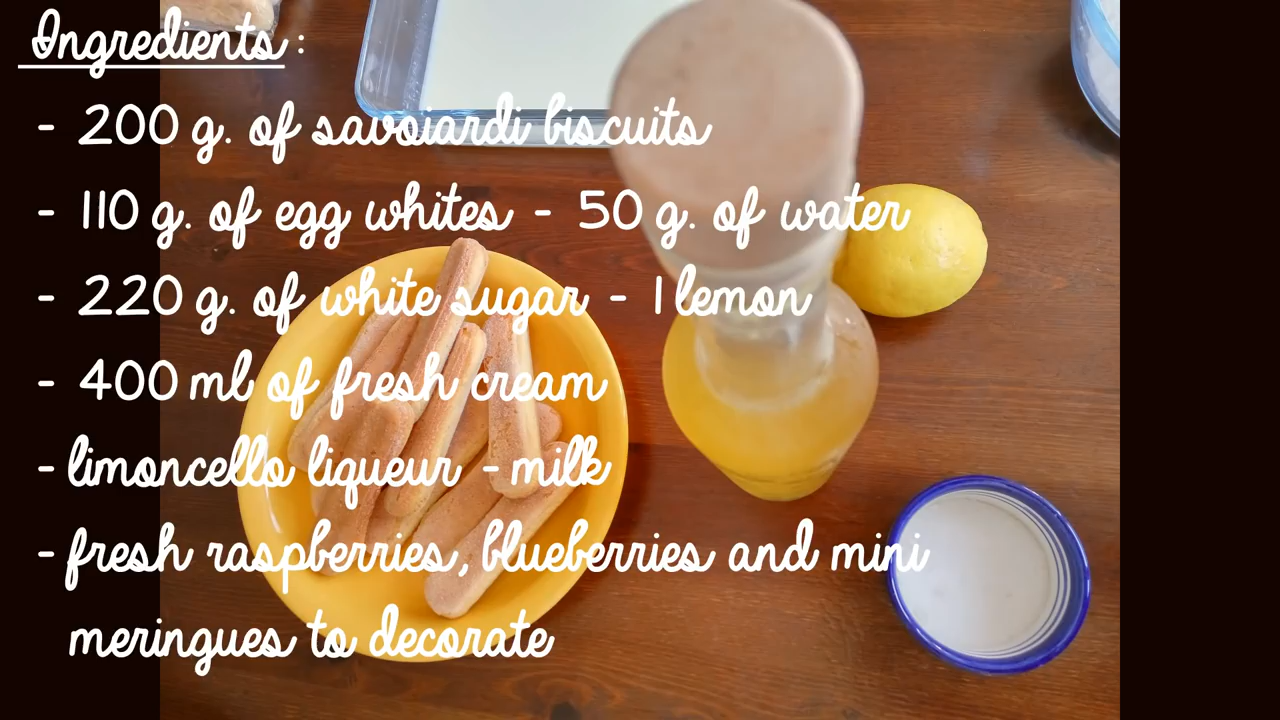 Ingredients:
- 200 g. of savoiardi biscuits
- 110 g. of egg whites - 50 g. of water
- 220 g. of white sugar - 1 lemon
- 400 ml of fresh cream
- limoncello liqueur - milk
- fresh raspberries, blueberries and mini
meringues to decorate